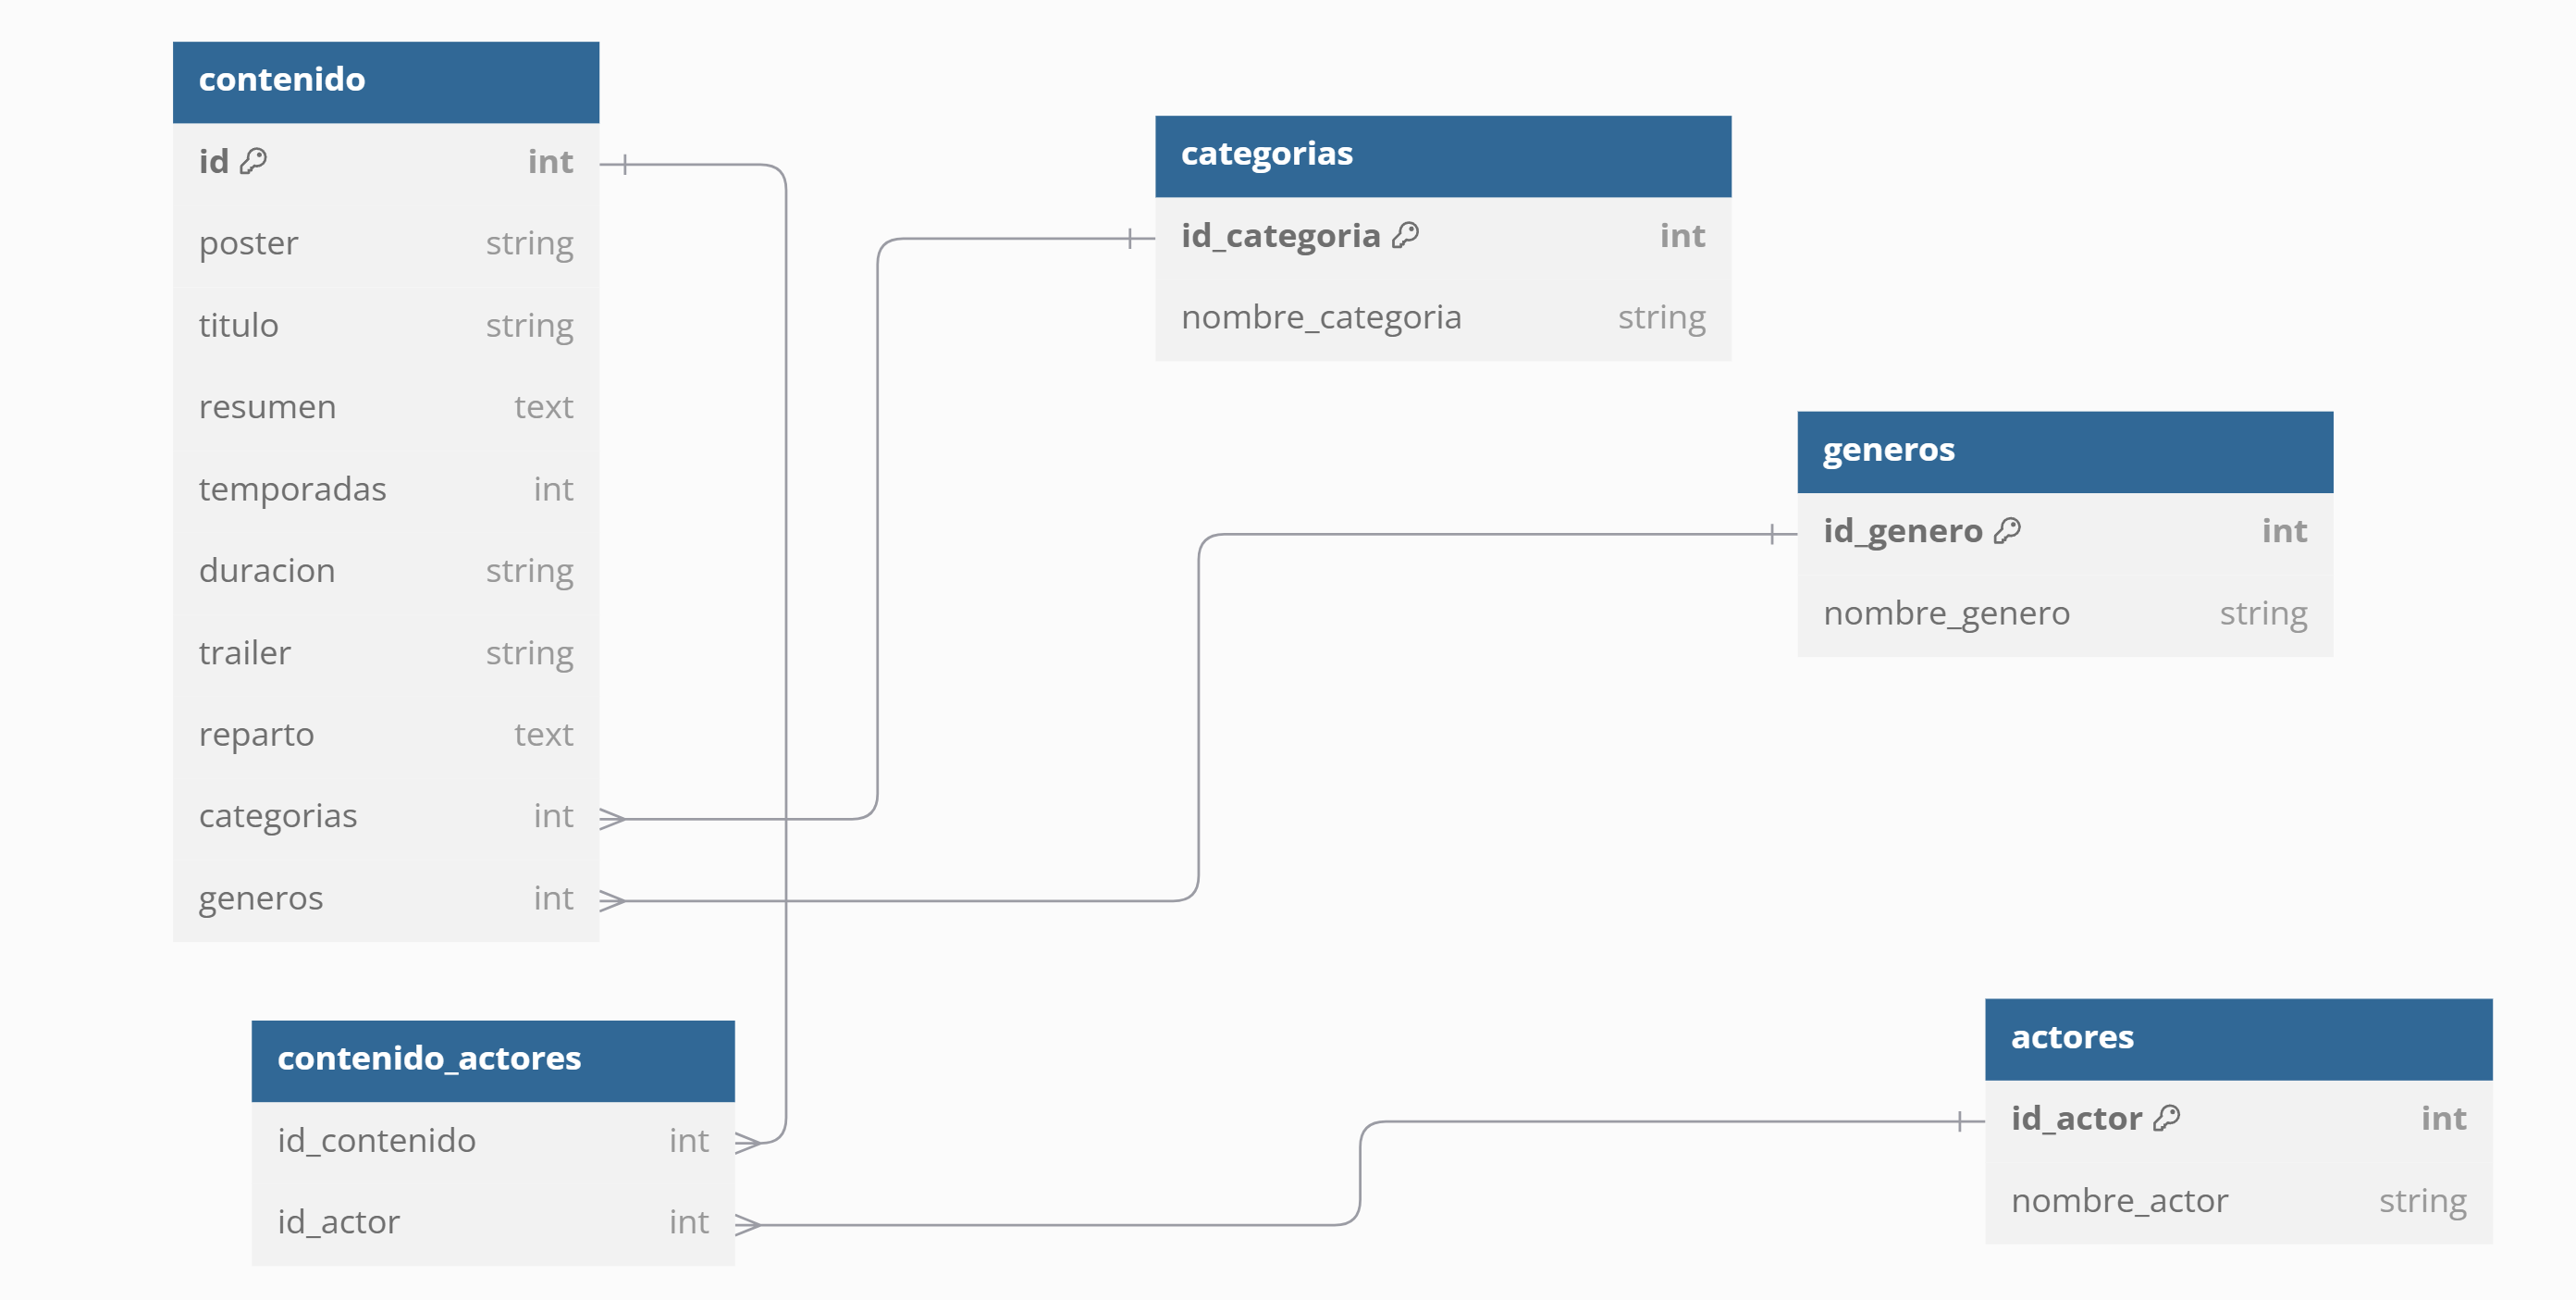 contenido
id int
poster string
titulo string
resumen text
temporadas int
duracion string
trailer string
reparto text
categorias int
generos int
categorias
id_categoria int
nombre_categoria string
generos
id_genero int
nombre_genero string
contenido_actores
id_contenido int
id_actor int
actores
id_actor int
nombre_actor string